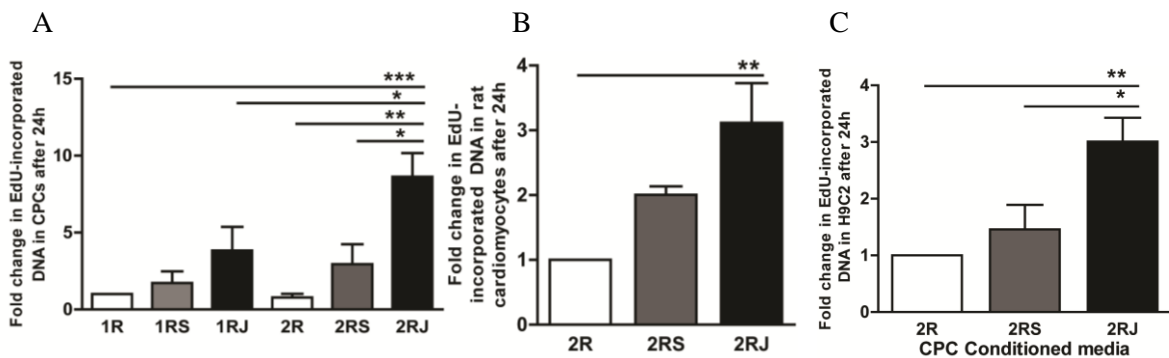 A
Fold change in EdU-incorporated
DNA in CPCs after 24h
15
10
5
0
***
*
**
*
1R 1RS 1RJ 2R 2RS 2RJ
B
Fold change in EdU-
incorporated DNA in rat
cardiomyocytes after 24h
4
3
2
1
0
**
2R 2RS 2RJ
C
Fold change in EdU-incorporated
DNA in H9C2 after 24h
4
3
2
1
0
**
*
2R 2RS 2RJ
CPC Conditioned media